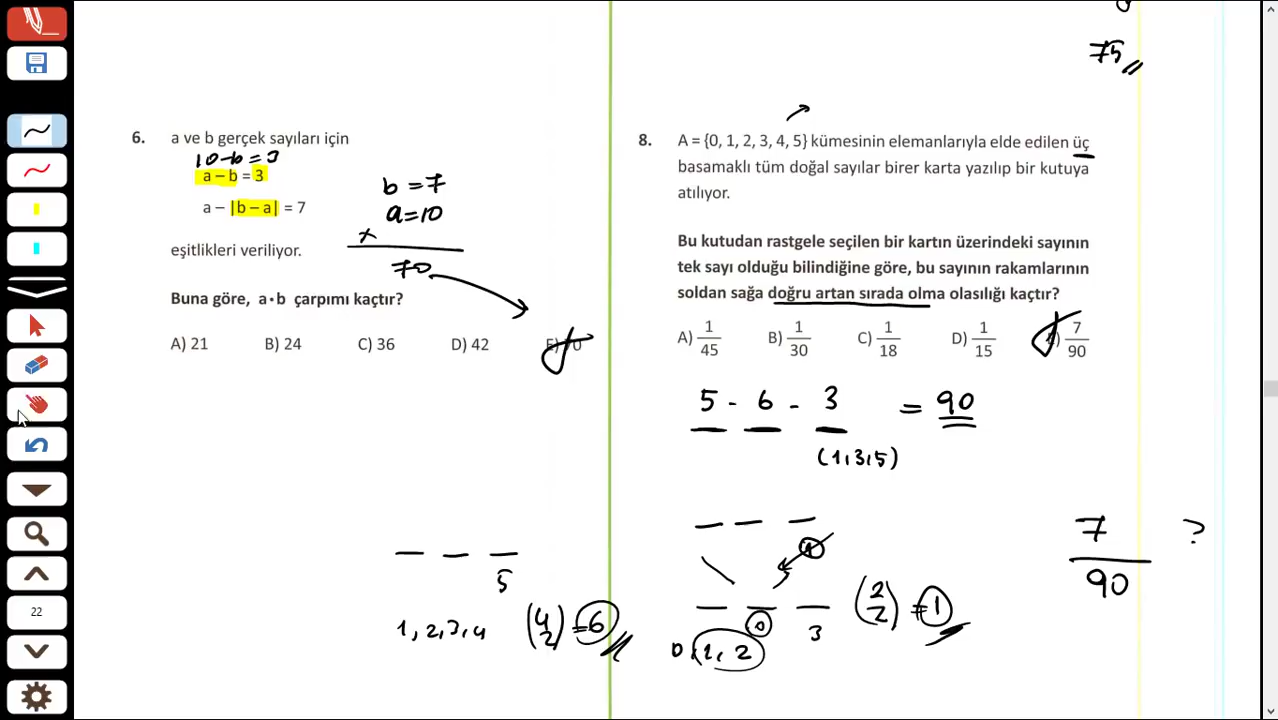 75
6. a ve b gerçek sayıları için
10-b = 3
a – b = 3
a – |b – a| = 7
b = 7
a = 10
x
70
eşitlikleri veriliyor.
Buna göre, a • b çarpımı kaçtır?
A) 21 B) 24 C) 36 D) 42
5
1, 2, 3, 4 (4 2) = 6
8. A = {0, 1, 2, 3, 4, 5} kümesinin elemanlarıyla elde edilen üç
basamaklı tüm doğal sayılar birer karta yazılıp bir kutuya
atılıyor.
Bu kutudan rastgele seçilen bir kartın üzerindeki sayının
tek sayı olduğu bilindiğine göre, bu sayının rakamlarının
soldan sağa doğru artan sırada olma olasılığı kaçtır?
A) 1/45 B) 1/30 C) 1/18 D) 1/15 7/90
5 - 6 - 3 = 90
(1,3,5)
0
3 (2 2) = 1
0, 1, 2
7 ?
90
22